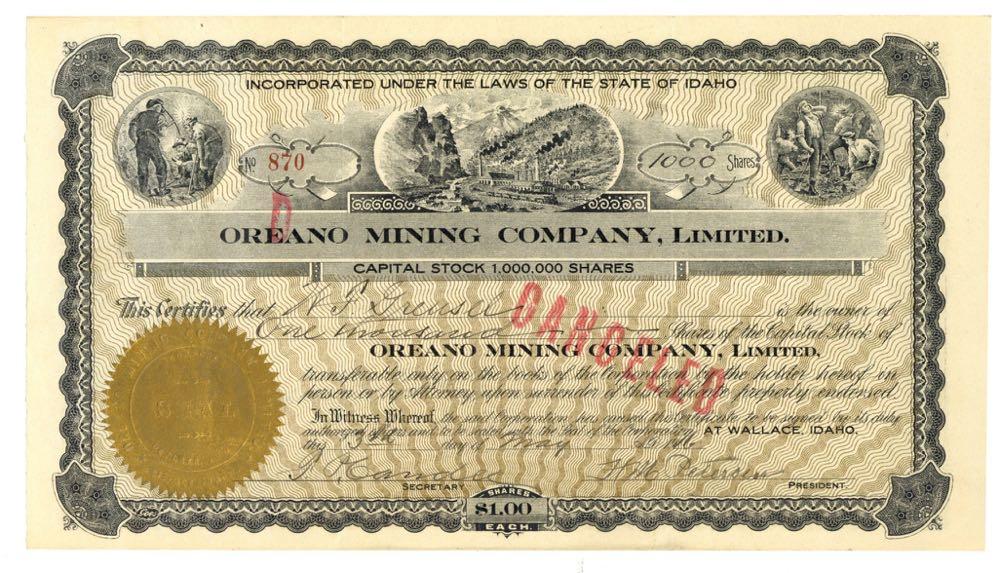 INCORPORATED UNDER THE LAWS OF THE STATE OF IDAHO
No 870
1000 Shares
D
OREANO MINING COMPANY, LIMITED.
CAPITAL STOCK 1,000,000 SHARES
This Certifies that is the owner of
One thousand Shares of the Capital Stock of
CANCELLED
OREANO MINING COMPANY, LIMITED,
transferable only on the books of the Corporation by the holder hereof in
person or by Attorney upon surrender of this Certificate properly endorsed
In Witness Whereof, the said Corporation has caused this Certificate to be signed by its duly
authorized officers and to be sealed with the Seal of the Corporation AT WALLACE, IDAHO,
this day of May
SEAL
SECRETARY
PRESIDENT.
SHARES
$1.00
EACH.